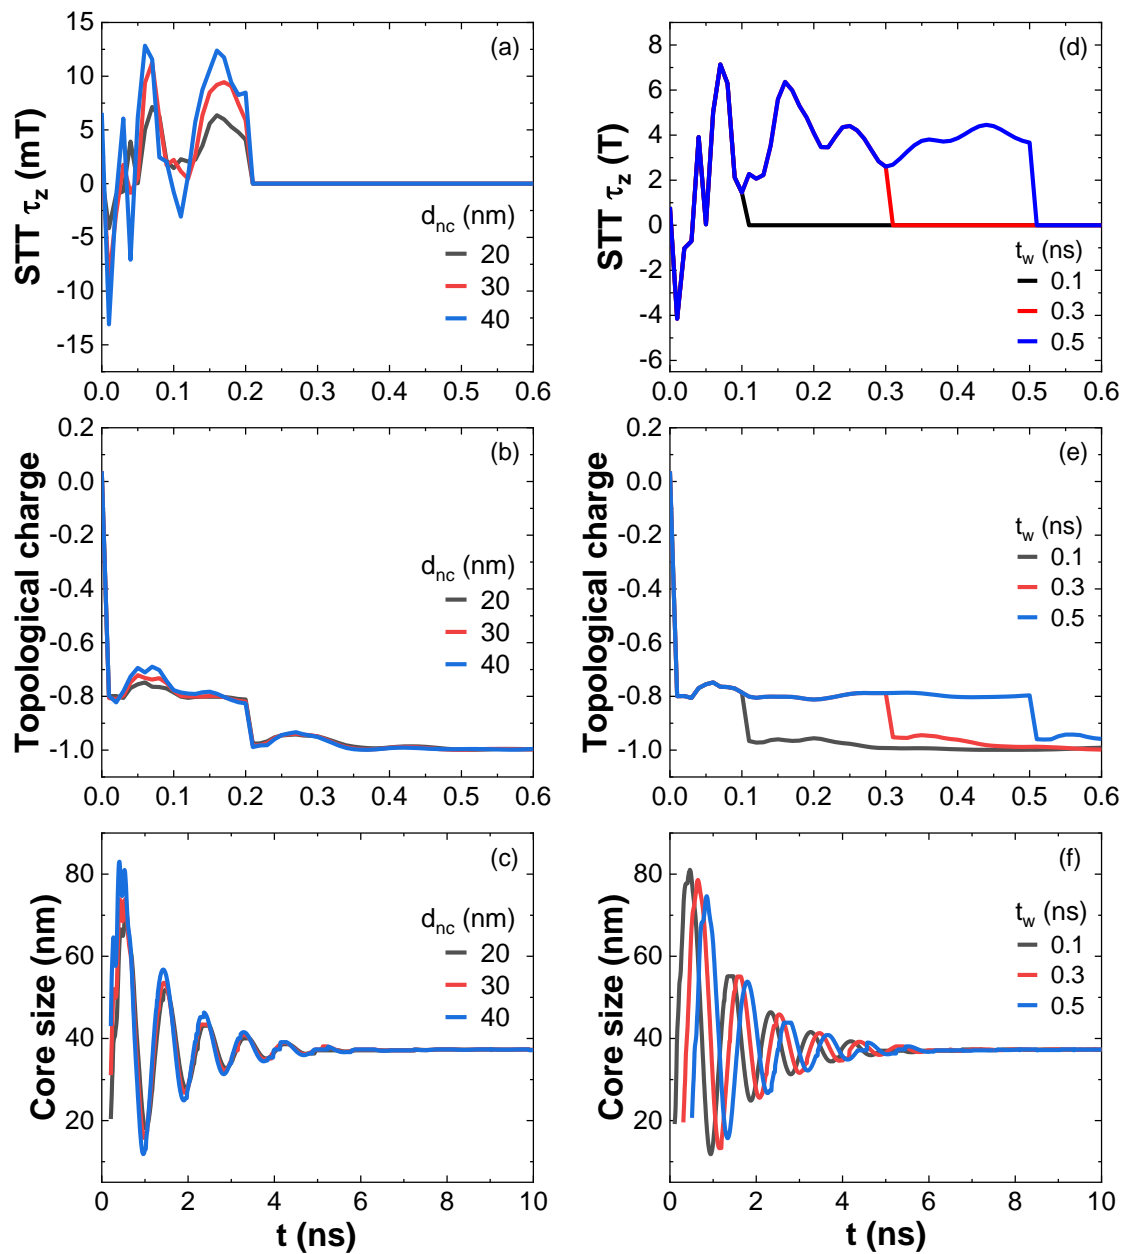 (a)
STT τz (mT)
15
10
5
0
-5
-10
-15
dnc (nm)
20
30
40
0.0 0.1 0.2 0.3 0.4 0.5 0.6
(d)
STT τz (T)
8
6
4
2
0
-2
-4
-6
tw (ns)
0.1
0.3
0.5
0.0 0.1 0.2 0.3 0.4 0.5 0.6
(b)
Topological charge
0.2
0.0
-0.2
-0.4
-0.6
-0.8
-1.0
dnc (nm)
20
30
40
0.0 0.1 0.2 0.3 0.4 0.5 0.6
(e)
Topological charge
0.2
0.0
-0.2
-0.4
-0.6
-0.8
-1.0
tw (ns)
0.1
0.3
0.5
0.0 0.1 0.2 0.3 0.4 0.5 0.6
(c)
Core size (nm)
80
60
40
20
dnc (nm)
20
30
40
0 2 4 6 8 10
t (ns)
(f)
Core size (nm)
80
60
40
20
tw (ns)
0.1
0.3
0.5
0 2 4 6 8 10
t (ns)